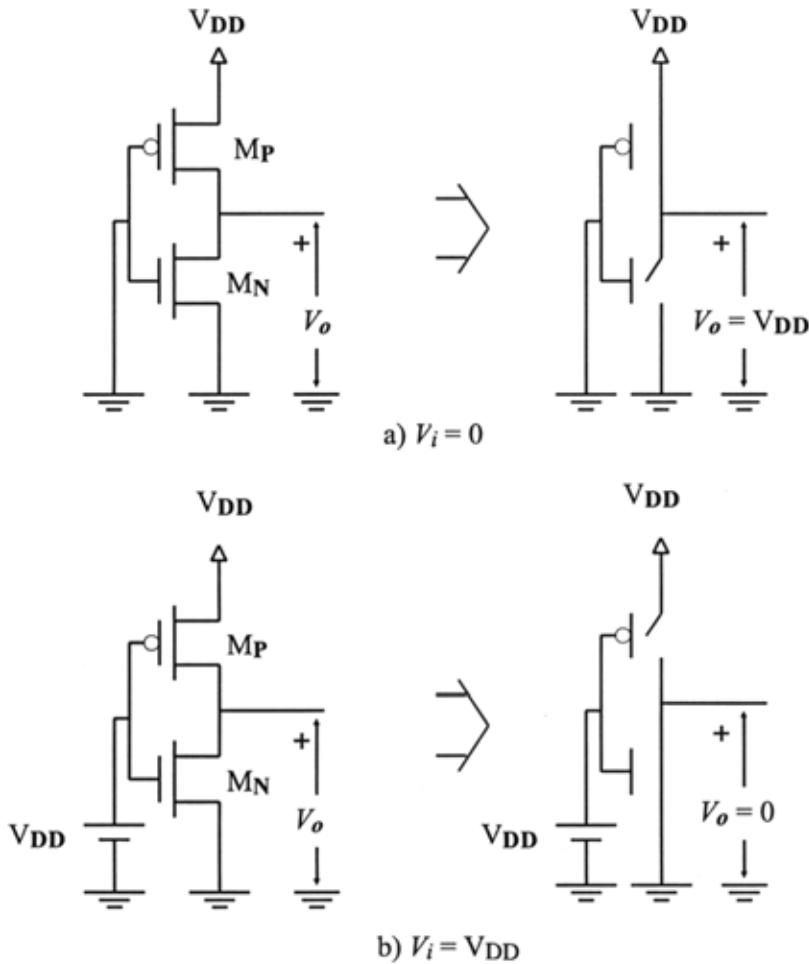 VDD VDD
MP
+ +
MN
Vo Vo = VDD
a) Vi = 0
VDD VDD
MP
+ +
MN
VDD Vo VDD Vo = 0
b) Vi = VDD